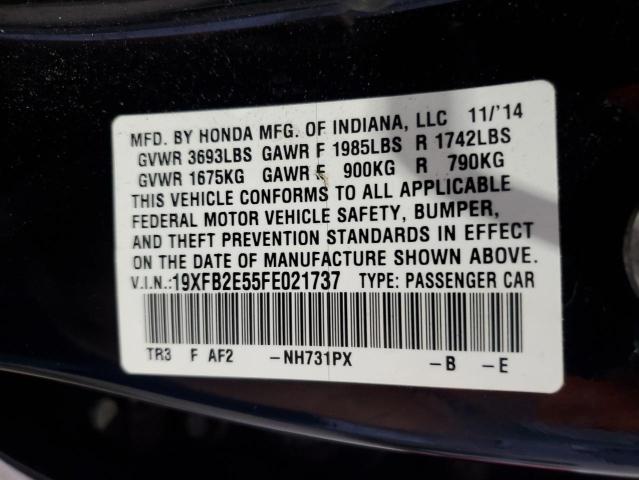 MFD. BY HONDA MFG. OF INDIANA, LLC 11/'14
GVWR 3693LBS GAWR F 1985LBS R 1742LBS
GVWR 1675KG GAWR F 900KG R 790KG
THIS VEHICLE CONFORMS TO ALL APPLICABLE
FEDERAL MOTOR VEHICLE SAFETY, BUMPER,
AND THEFT PREVENTION STANDARDS IN EFFECT
ON THE DATE OF MANUFACTURE SHOWN ABOVE.
V.I.N.:19XFB2E55FE021737 TYPE: PASSENGER CAR
TR3 F AF2 -NH731PX -B -E